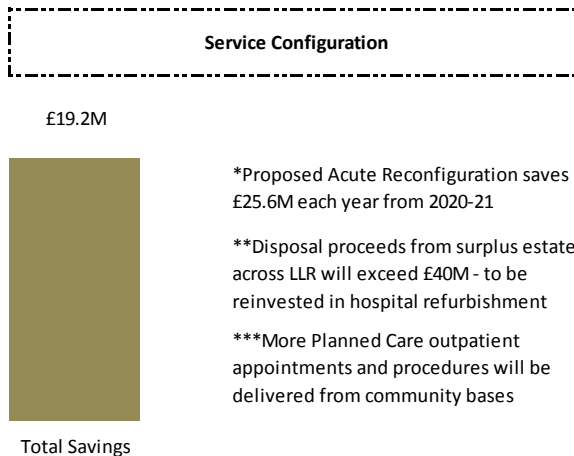 Service Configuration
£19.2M
*Proposed Acute Reconfiguration saves
£25.6M each year from 2020-21
**Disposal proceeds from surplus estate
across LLR will exceed £40M - to be
reinvested in hospital refurbishment
***More Planned Care outpatient
appointments and procedures will be
delivered from community bases
Total Savings